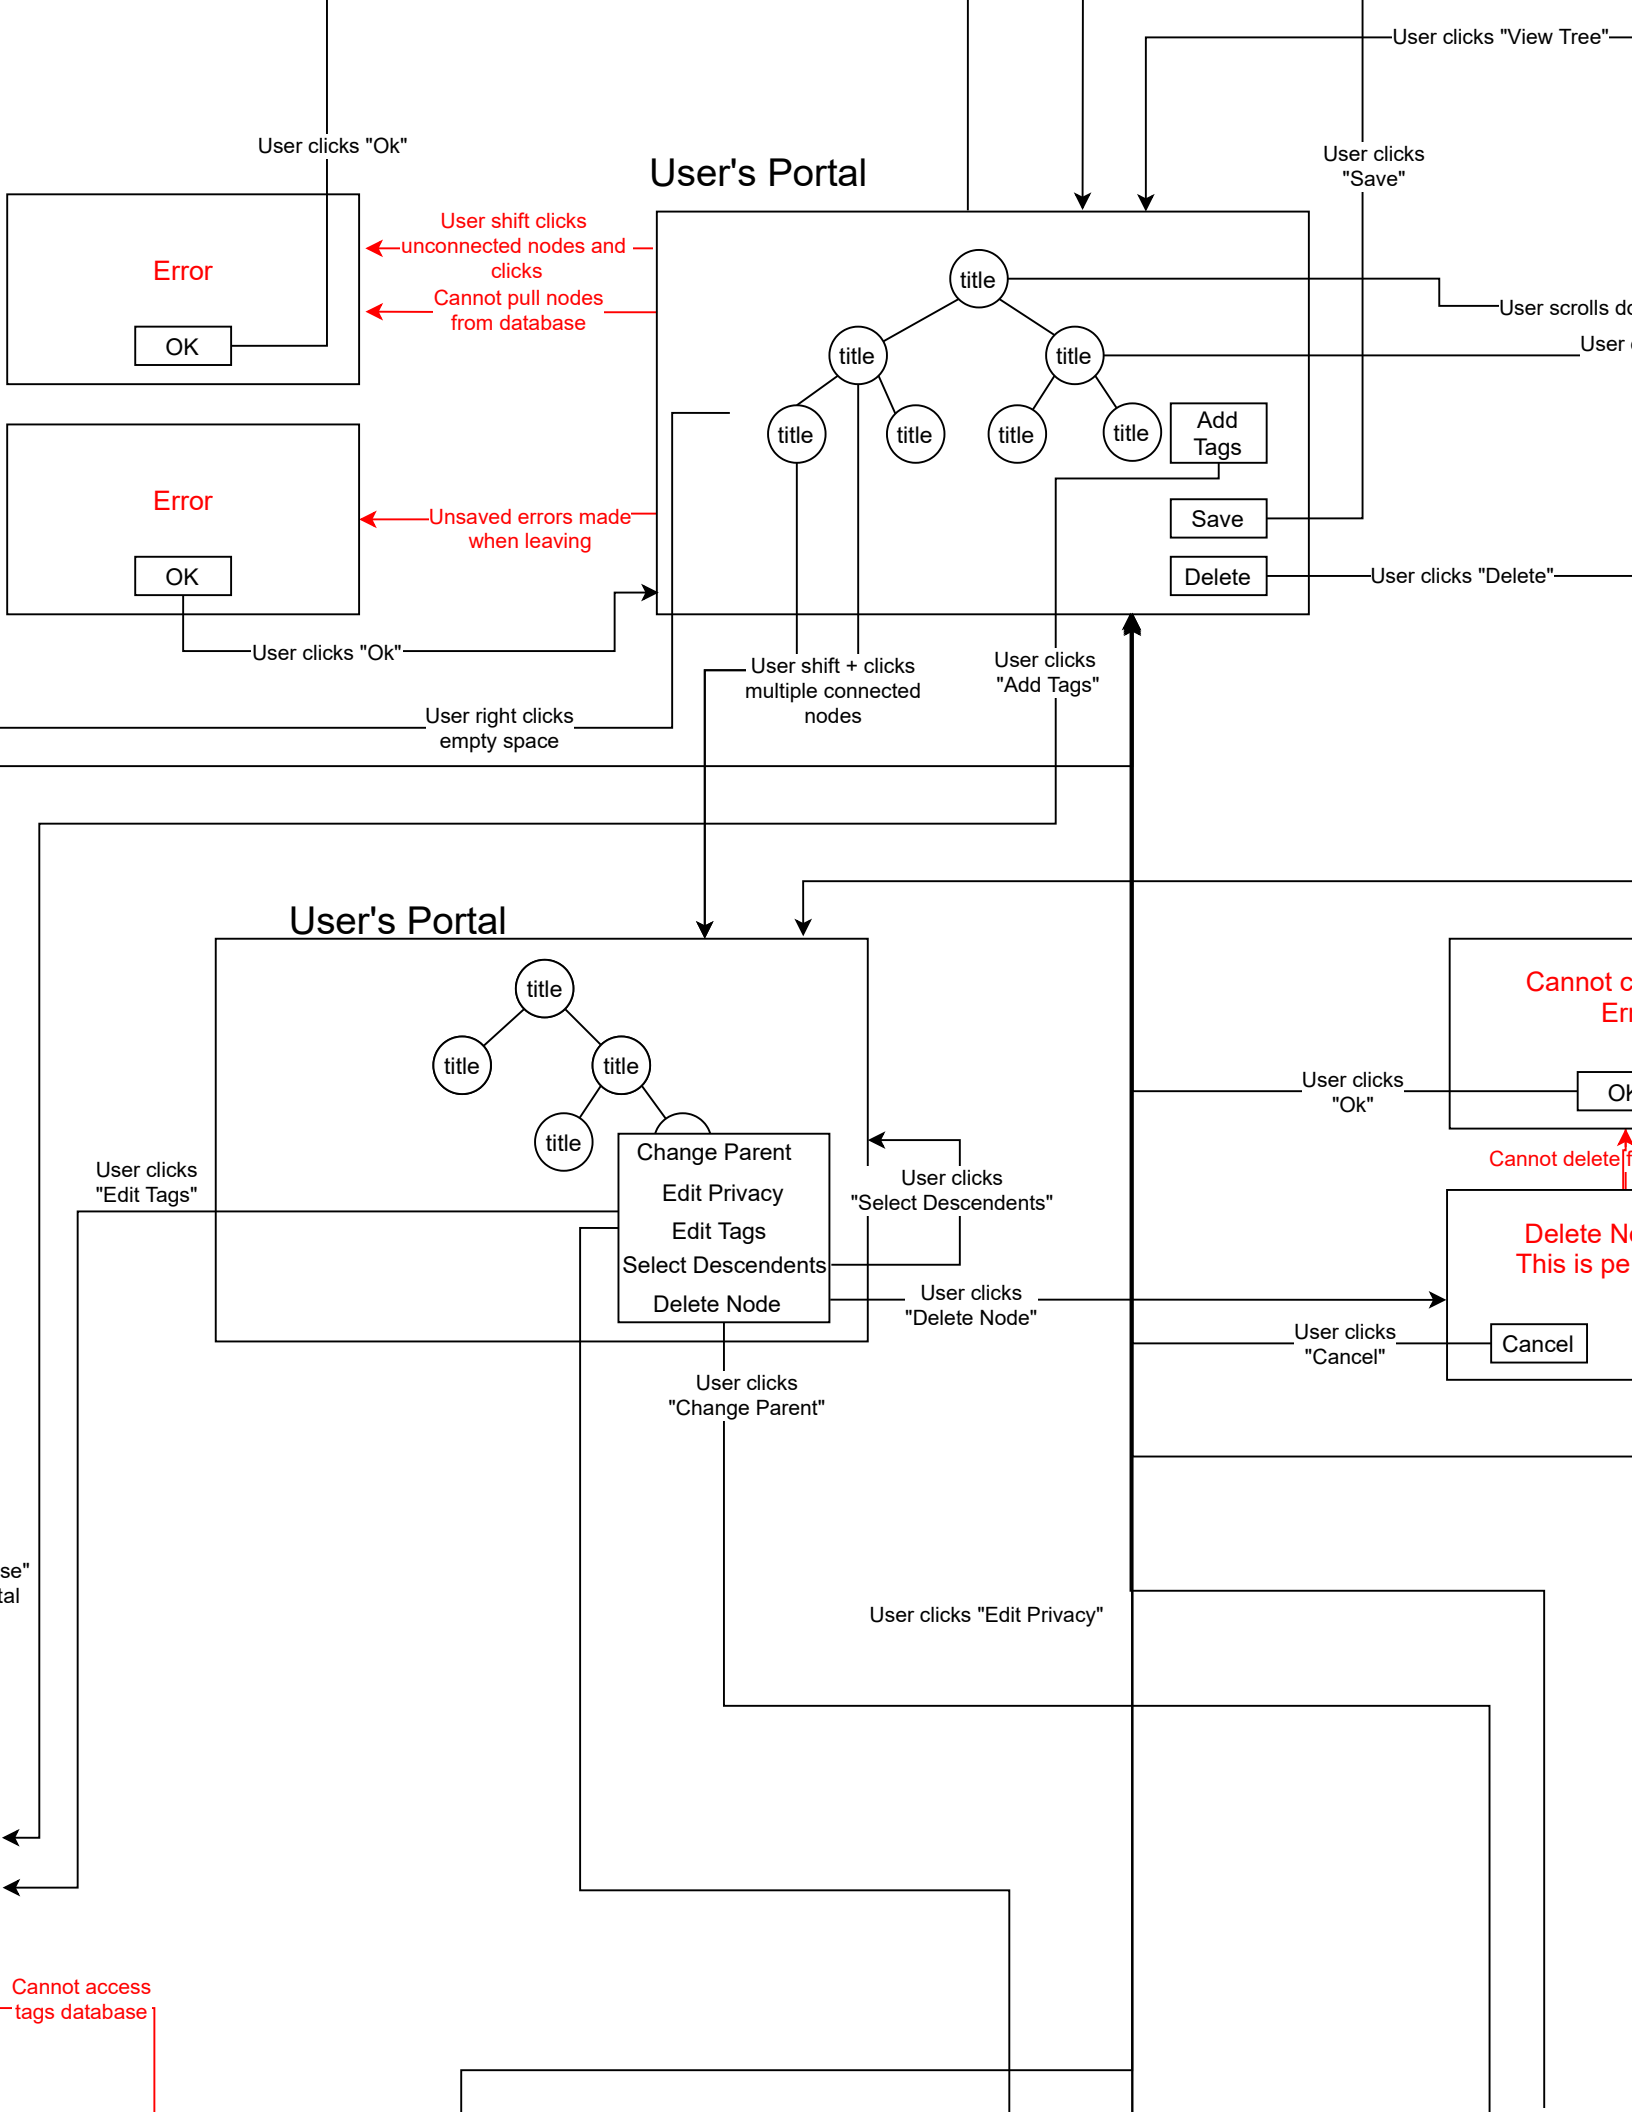 User clicks "View Tree"
User clicks "Ok"
User clicks
"Save"
User's Portal
User shift clicks
unconnected nodes and
clicks
Error
OK
Cannot pull nodes
from database
title
User scrolls
title
title
User
title
title
title
title
Add
Tags
Error
OK
Unsaved errors made
when leaving
Save
Delete
User clicks "Delete"
User clicks "Ok"
User shift + clicks
multiple connected
nodes
User clicks
"Add Tags"
User right clicks
empty space
User's Portal
title
title
title
title
Cannot
OK
User clicks
"Ok"
Cannot delete
Change Parent
Edit Privacy
Edit Tags
Select Descendents
Delete Node
User clicks
"Edit Tags"
User clicks
"Select Descendents"
User clicks
"Delete Node"
Delete
This is
Cancel
User clicks
"Cancel"
User clicks
"Change Parent"
User clicks "Edit Privacy"
Cannot access
tags database